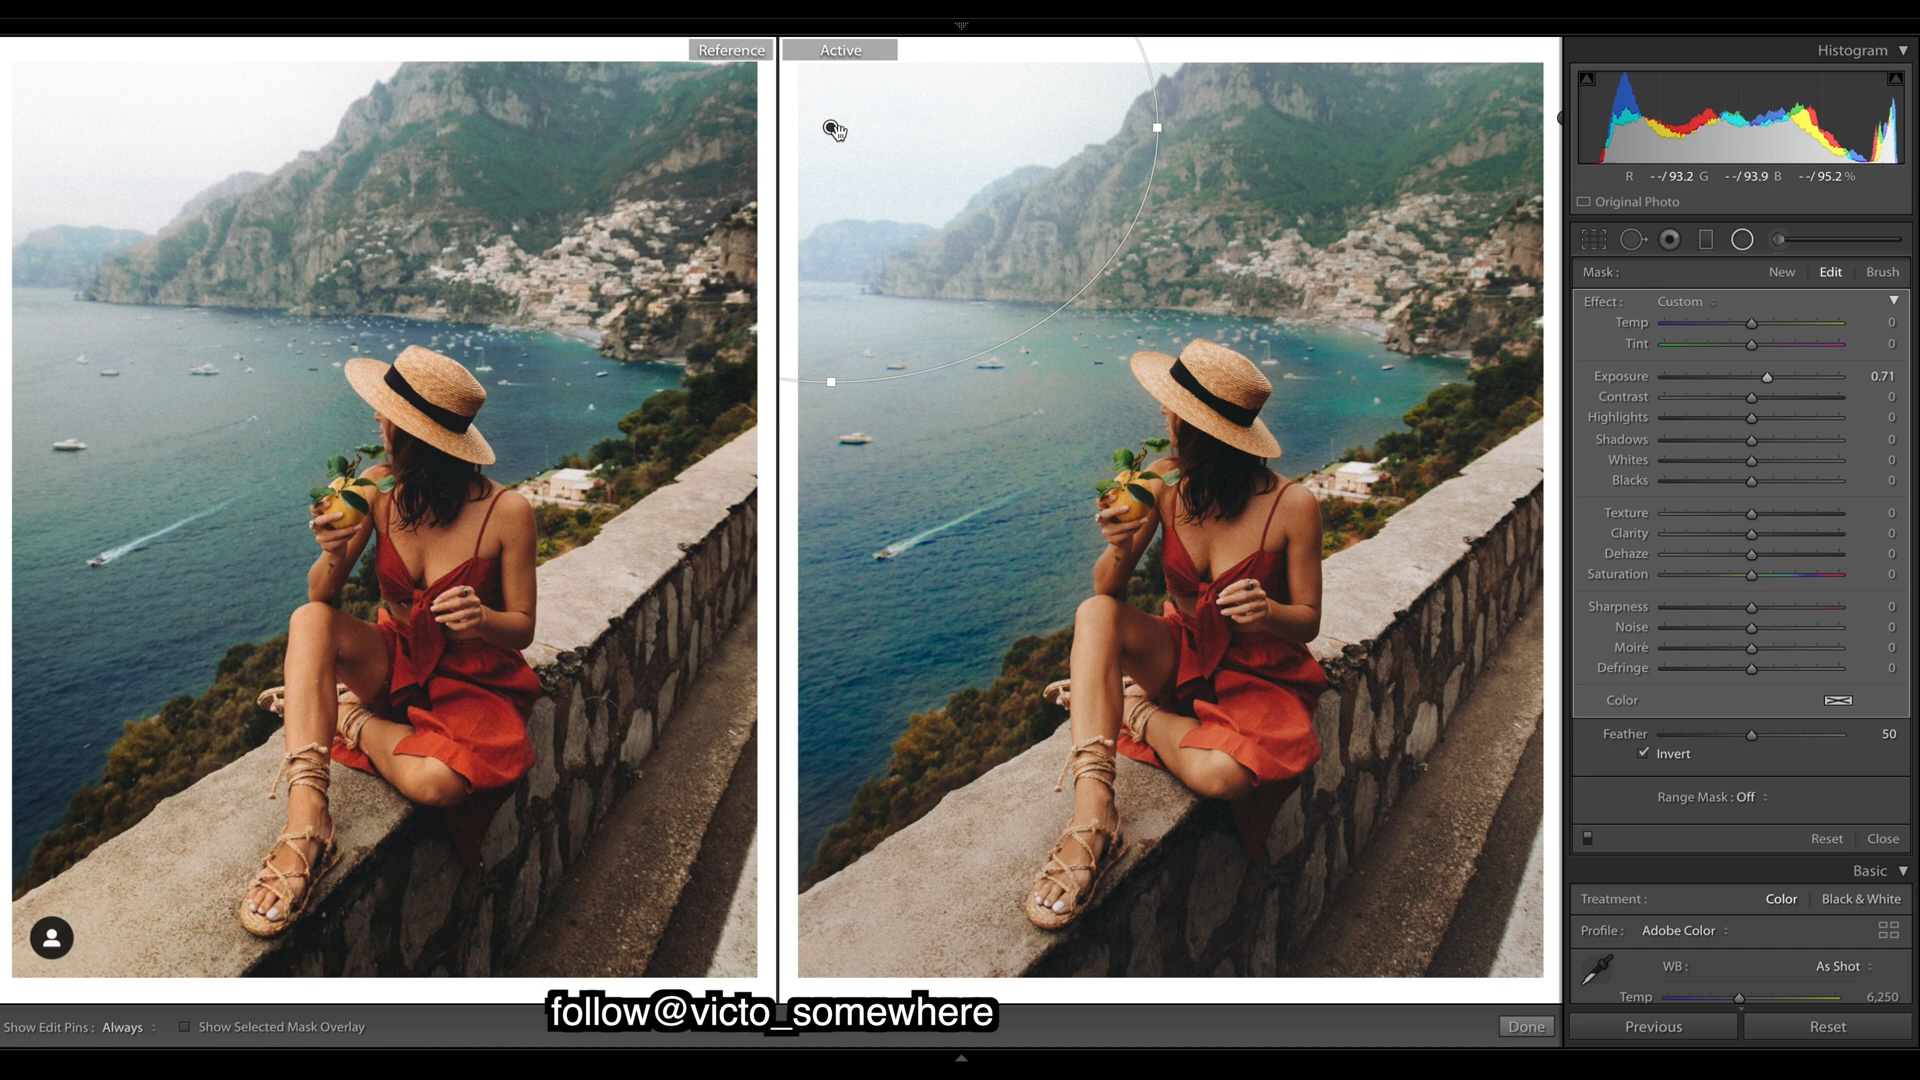 Reference
Active
Histogram
R --/ 93.2 G --/ 93.9 B --/ 95.2 %
Original Photo
Mask : New Edit Brush
Effect : Custom
Temp 0
Tint 0
Exposure 0.71
Contrast 0
Highlights 0
Shadows 0
Whites 0
Blacks 0
Texture 0
Clarity 0
Dehaze 0
Saturation 0
Sharpness 0
Noise 0
Moiré 0
Defringe 0
Color
Feather 50
Invert
Range Mask : Off
Reset Close
Basic
Treatment : Color Black & White
Profile : Adobe Color
WB : As Shot
Temp 6,250
Previous Reset
Show Edit Pins : Always Show Selected Mask Overlay
follow@victo_somewhere
Done